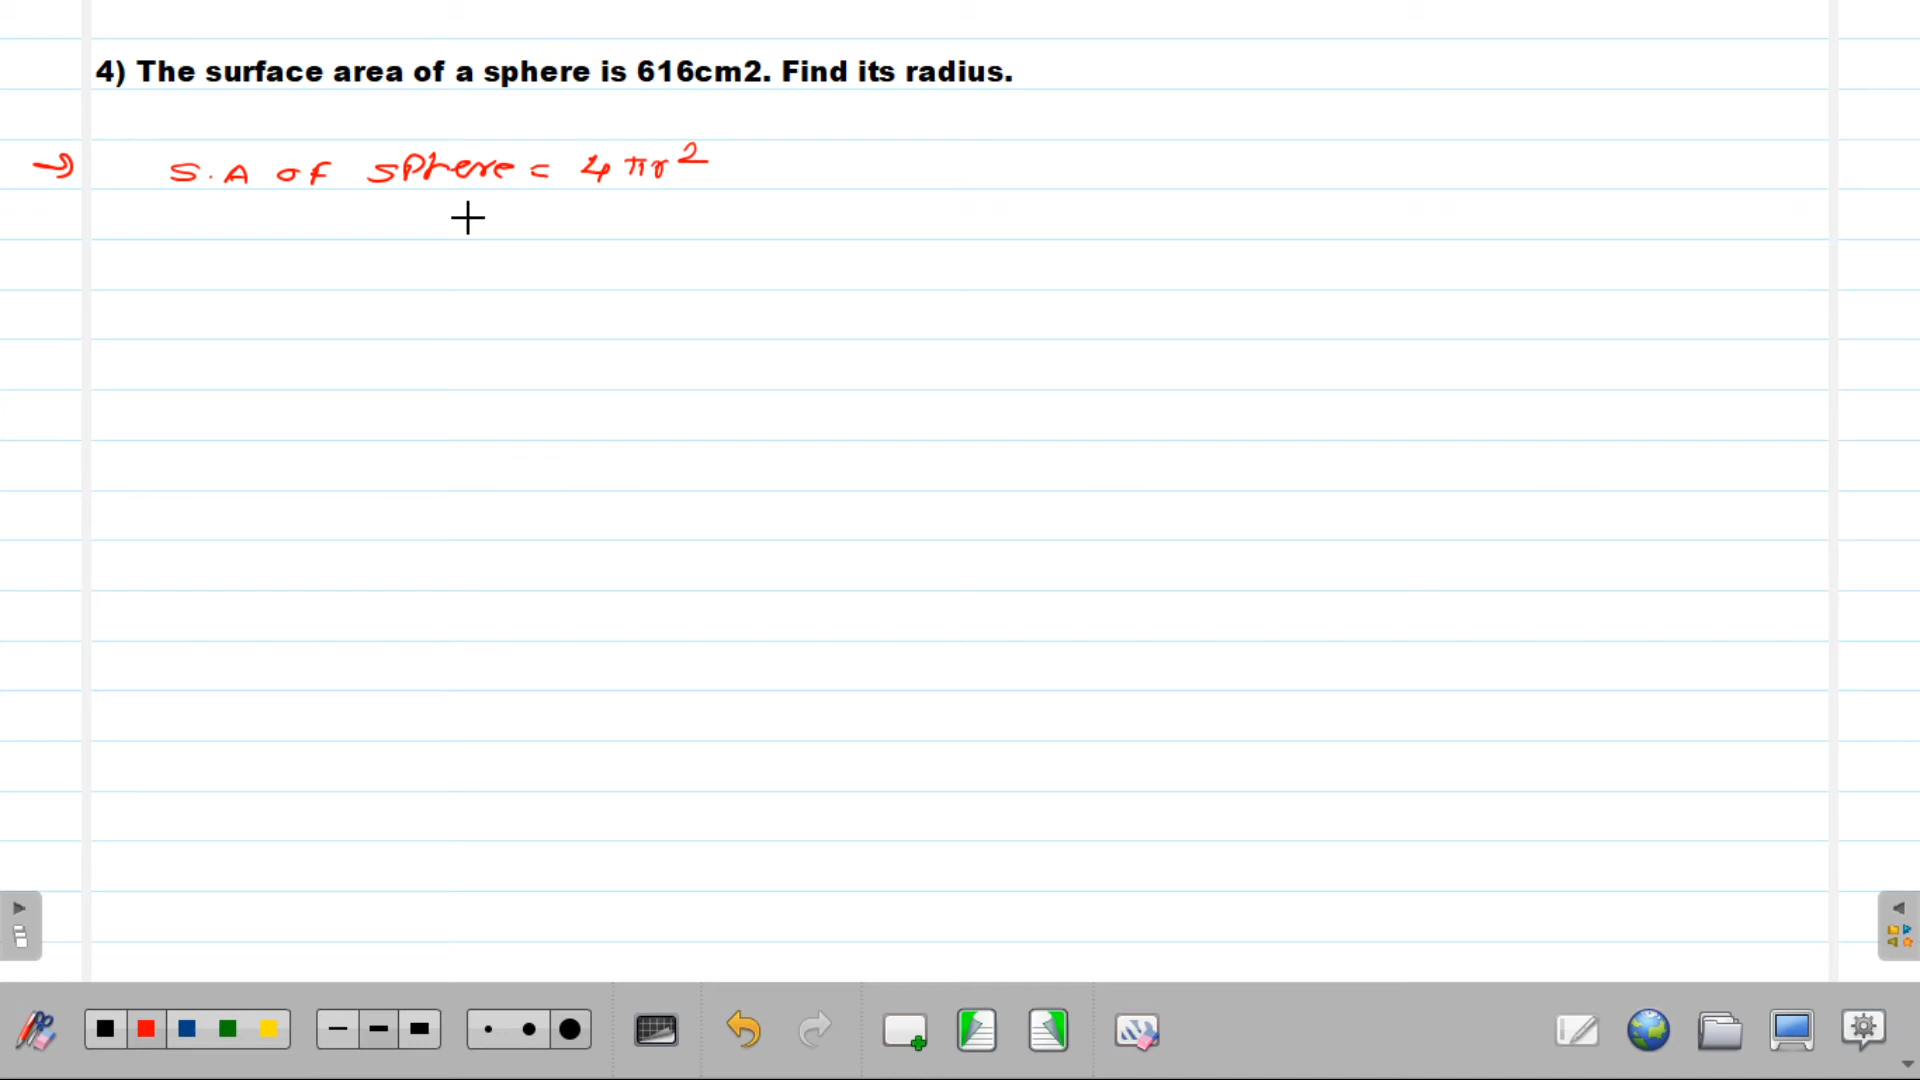 4) The surface area of a sphere is 616cm2. Find its radius.
→ S.A of sphere = 4πr²